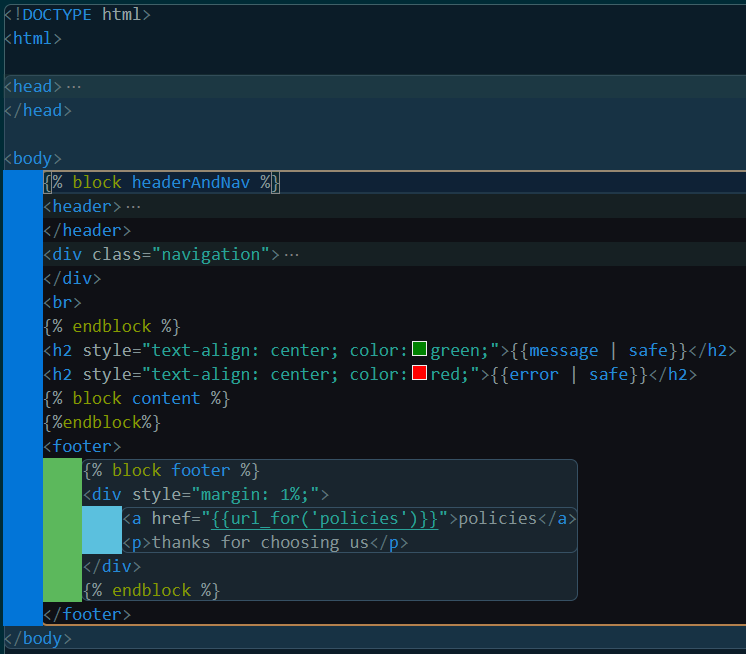 <!DOCTYPE html>
<html>
<head>…
</head>
<body>
{% block headerAndNav %}
<header>…
</header>
<div class="navigation">…
</div>
<br>
{% endblock %}
<h2 style="text-align: center; color:green;">{{message | safe}}</h2>
<h2 style="text-align: center; color:red;">{{error | safe}}</h2>
{% block content %}
{%endblock%}
<footer>
{% block footer %}
<div style="margin: 1%;">
<a href="{{url_for('policies')}}">policies</a>
<p>thanks for choosing us</p>
</div>
{% endblock %}
</footer>
</body>